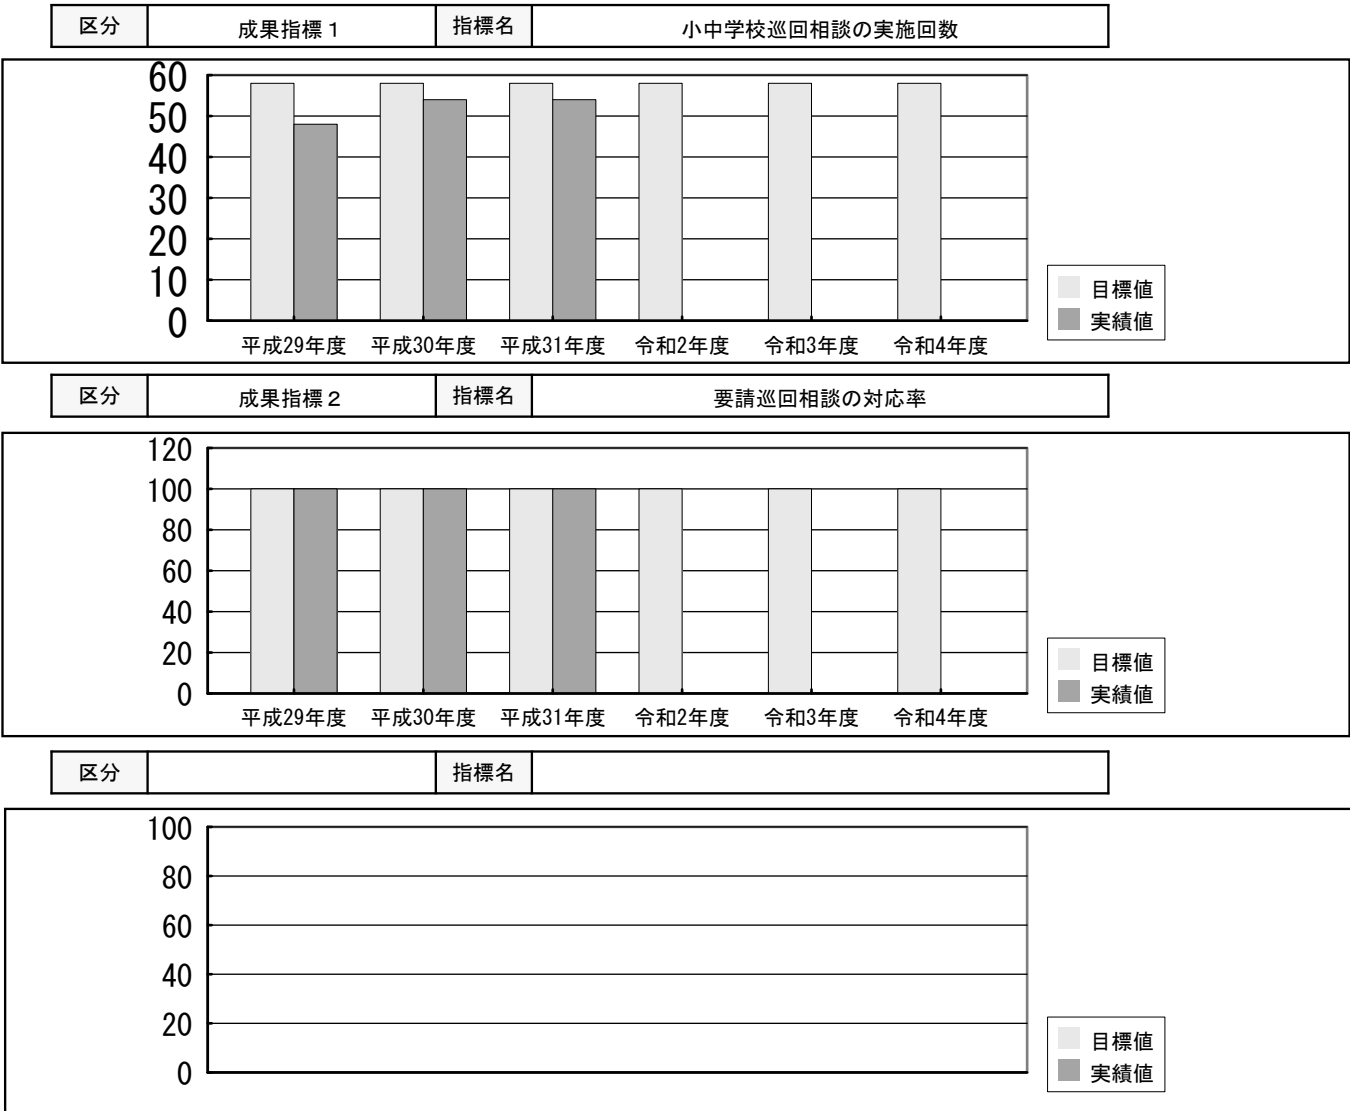 区分 成果指標１ 指標名 小中学校巡回相談の実施回数
60
50
40
30
20
10
0
平成29年度 平成30年度 平成31年度 令和2年度 令和3年度 令和4年度
目標値
実績値
区分 成果指標２ 指標名 要請巡回相談の対応率
120
100
80
60
40
20
0
平成29年度 平成30年度 平成31年度 令和2年度 令和3年度 令和4年度
目標値
実績値
区分 指標名
100
80
60
40
20
0
目標値
実績値